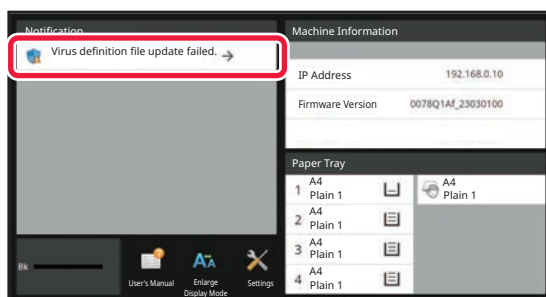 Notification
Virus definition file update failed. →
Machine Information
IP Address 192.168.0.10
Firmware Version 0078Q1Af_23030100
Paper Tray
1 A4
Plain 1
A4
Plain 1
2 A4
Plain 1
3 A4
Plain 1
4 A4
Plain 1
Bk
User's Manual
Enlarge
Display Mode
Settings